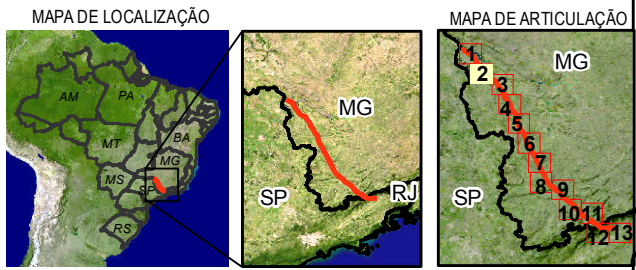 MAPA DE LOCALIZAÇÃO
AM
PA
MT
BA
MG
MS
SP
RS
MG
SP
RJ
MAPA DE ARTICULAÇÃO
MG
SP
1
2
3
4
5
6
7
8
9
10
11
12
13